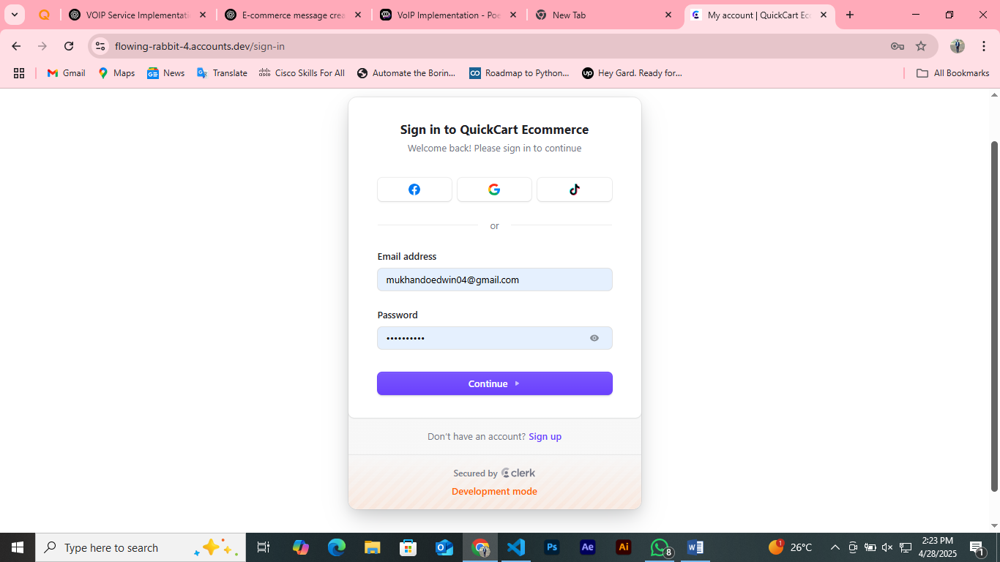 VOIP Service Implementati
E-commerce message crea
VoIP Implementation - Poe
New Tab
My account | QuickCart Eco
flowing-rabbit-4.accounts.dev/sign-in
Gmail
Maps
News
Translate
Cisco Skills For All
Automate the Borin...
Roadmap to Python...
Hey Gard. Ready for...
All Bookmarks
Sign in to QuickCart Ecommerce
Welcome back! Please sign in to continue
or
Email address
mukhandoedwin04@gmail.com
Password
••••••••••
Continue
Don't have an account? Sign up
Secured by clerk
Development mode
Type here to search
Ps
Ae
Ai
8
1
26°C
2:23 PM
4/28/2025
1